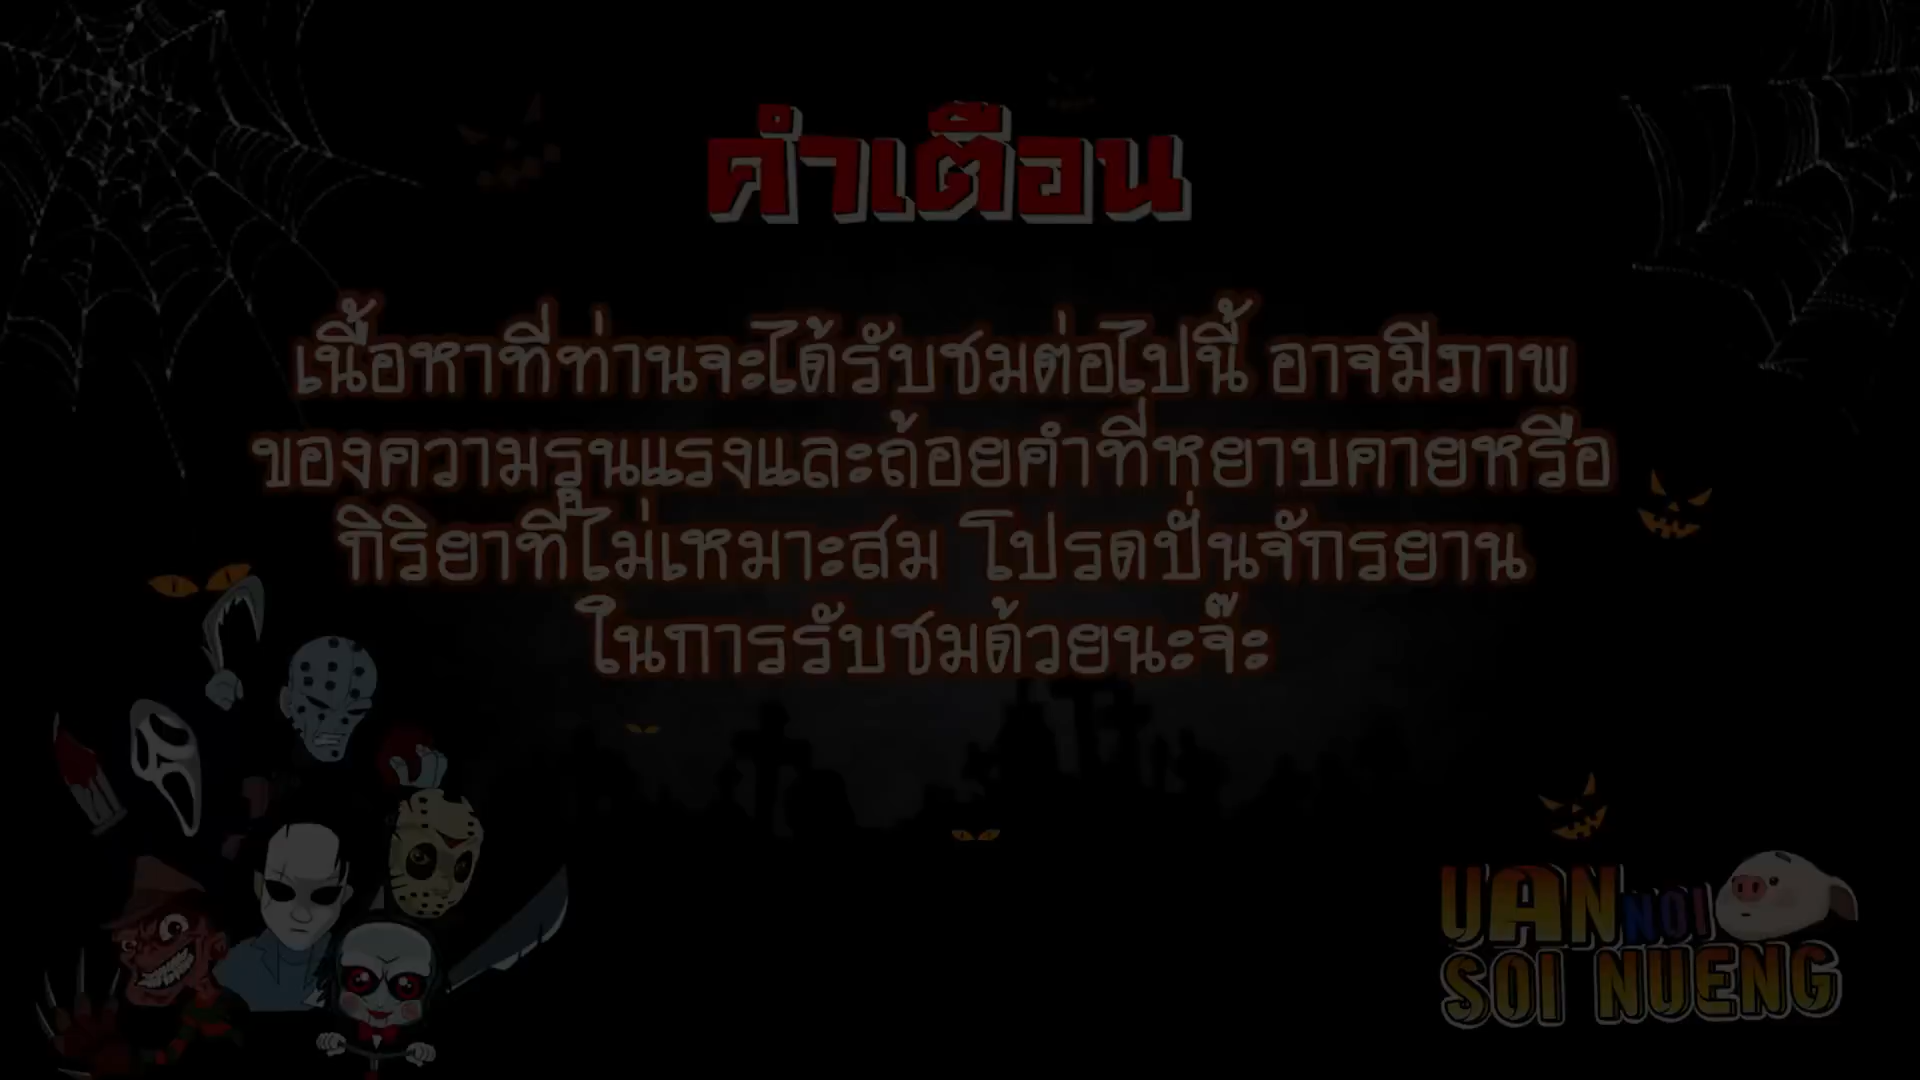 คำเตือน
เนื้อหาที่ท่านจะได้รับชมต่อไปนี้ อาจมีภาพ
ของความรุนแรงและถ้อยคำที่หยาบคายหรือ
กิริยาที่ไม่เหมาะสม โปรดปั่นจักรยาน
ในการรับชมด้วยนะจ๊ะ
UAN NOI
SOI NUENG